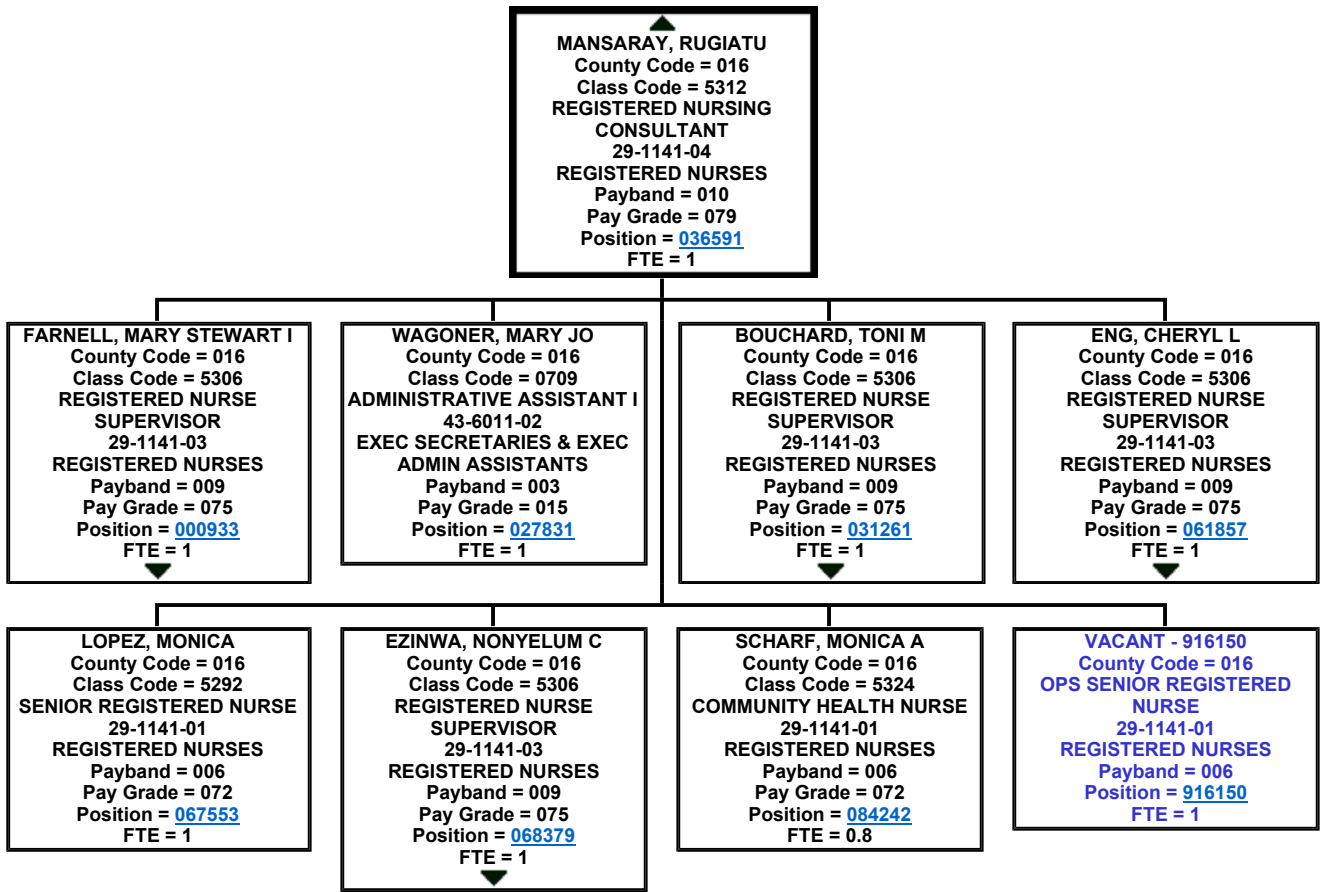 MANSARAY, RUGIATU
County Code = 016
Class Code = 5312
REGISTERED NURSING
CONSULTANT
29-1141-04
REGISTERED NURSES
Payband = 010
Pay Grade = 079
Position = 036591
FTE = 1
FARNELL, MARY STEWART I
County Code = 016
Class Code = 5306
REGISTERED NURSE
SUPERVISOR
29-1141-03
REGISTERED NURSES
Payband = 009
Pay Grade = 075
Position = 000933
FTE = 1
WAGONER, MARY JO
County Code = 016
Class Code = 0709
ADMINISTRATIVE ASSISTANT I
43-6011-02
EXEC SECRETARIES & EXEC
ADMIN ASSISTANTS
Payband = 003
Pay Grade = 015
Position = 027831
FTE = 1
BOUCHARD, TONI M
County Code = 016
Class Code = 5306
REGISTERED NURSE
SUPERVISOR
29-1141-03
REGISTERED NURSES
Payband = 009
Pay Grade = 075
Position = 031261
FTE = 1
ENG, CHERYL L
County Code = 016
Class Code = 5306
REGISTERED NURSE
SUPERVISOR
29-1141-03
REGISTERED NURSES
Payband = 009
Pay Grade = 075
Position = 061857
FTE = 1
LOPEZ, MONICA
County Code = 016
Class Code = 5292
SENIOR REGISTERED NURSE
29-1141-01
REGISTERED NURSES
Payband = 006
Pay Grade = 072
Position = 067553
FTE = 1
EZINWA, NONYELUM C
County Code = 016
Class Code = 5306
REGISTERED NURSE
SUPERVISOR
29-1141-03
REGISTERED NURSES
Payband = 009
Pay Grade = 075
Position = 068379
FTE = 1
SCHARF, MONICA A
County Code = 016
Class Code = 5324
COMMUNITY HEALTH NURSE
29-1141-01
REGISTERED NURSES
Payband = 006
Pay Grade = 072
Position = 084242
FTE = 0.8
VACANT - 916150
County Code = 016
OPS SENIOR REGISTERED
NURSE
29-1141-01
REGISTERED NURSES
Payband = 006
Position = 916150
FTE = 1